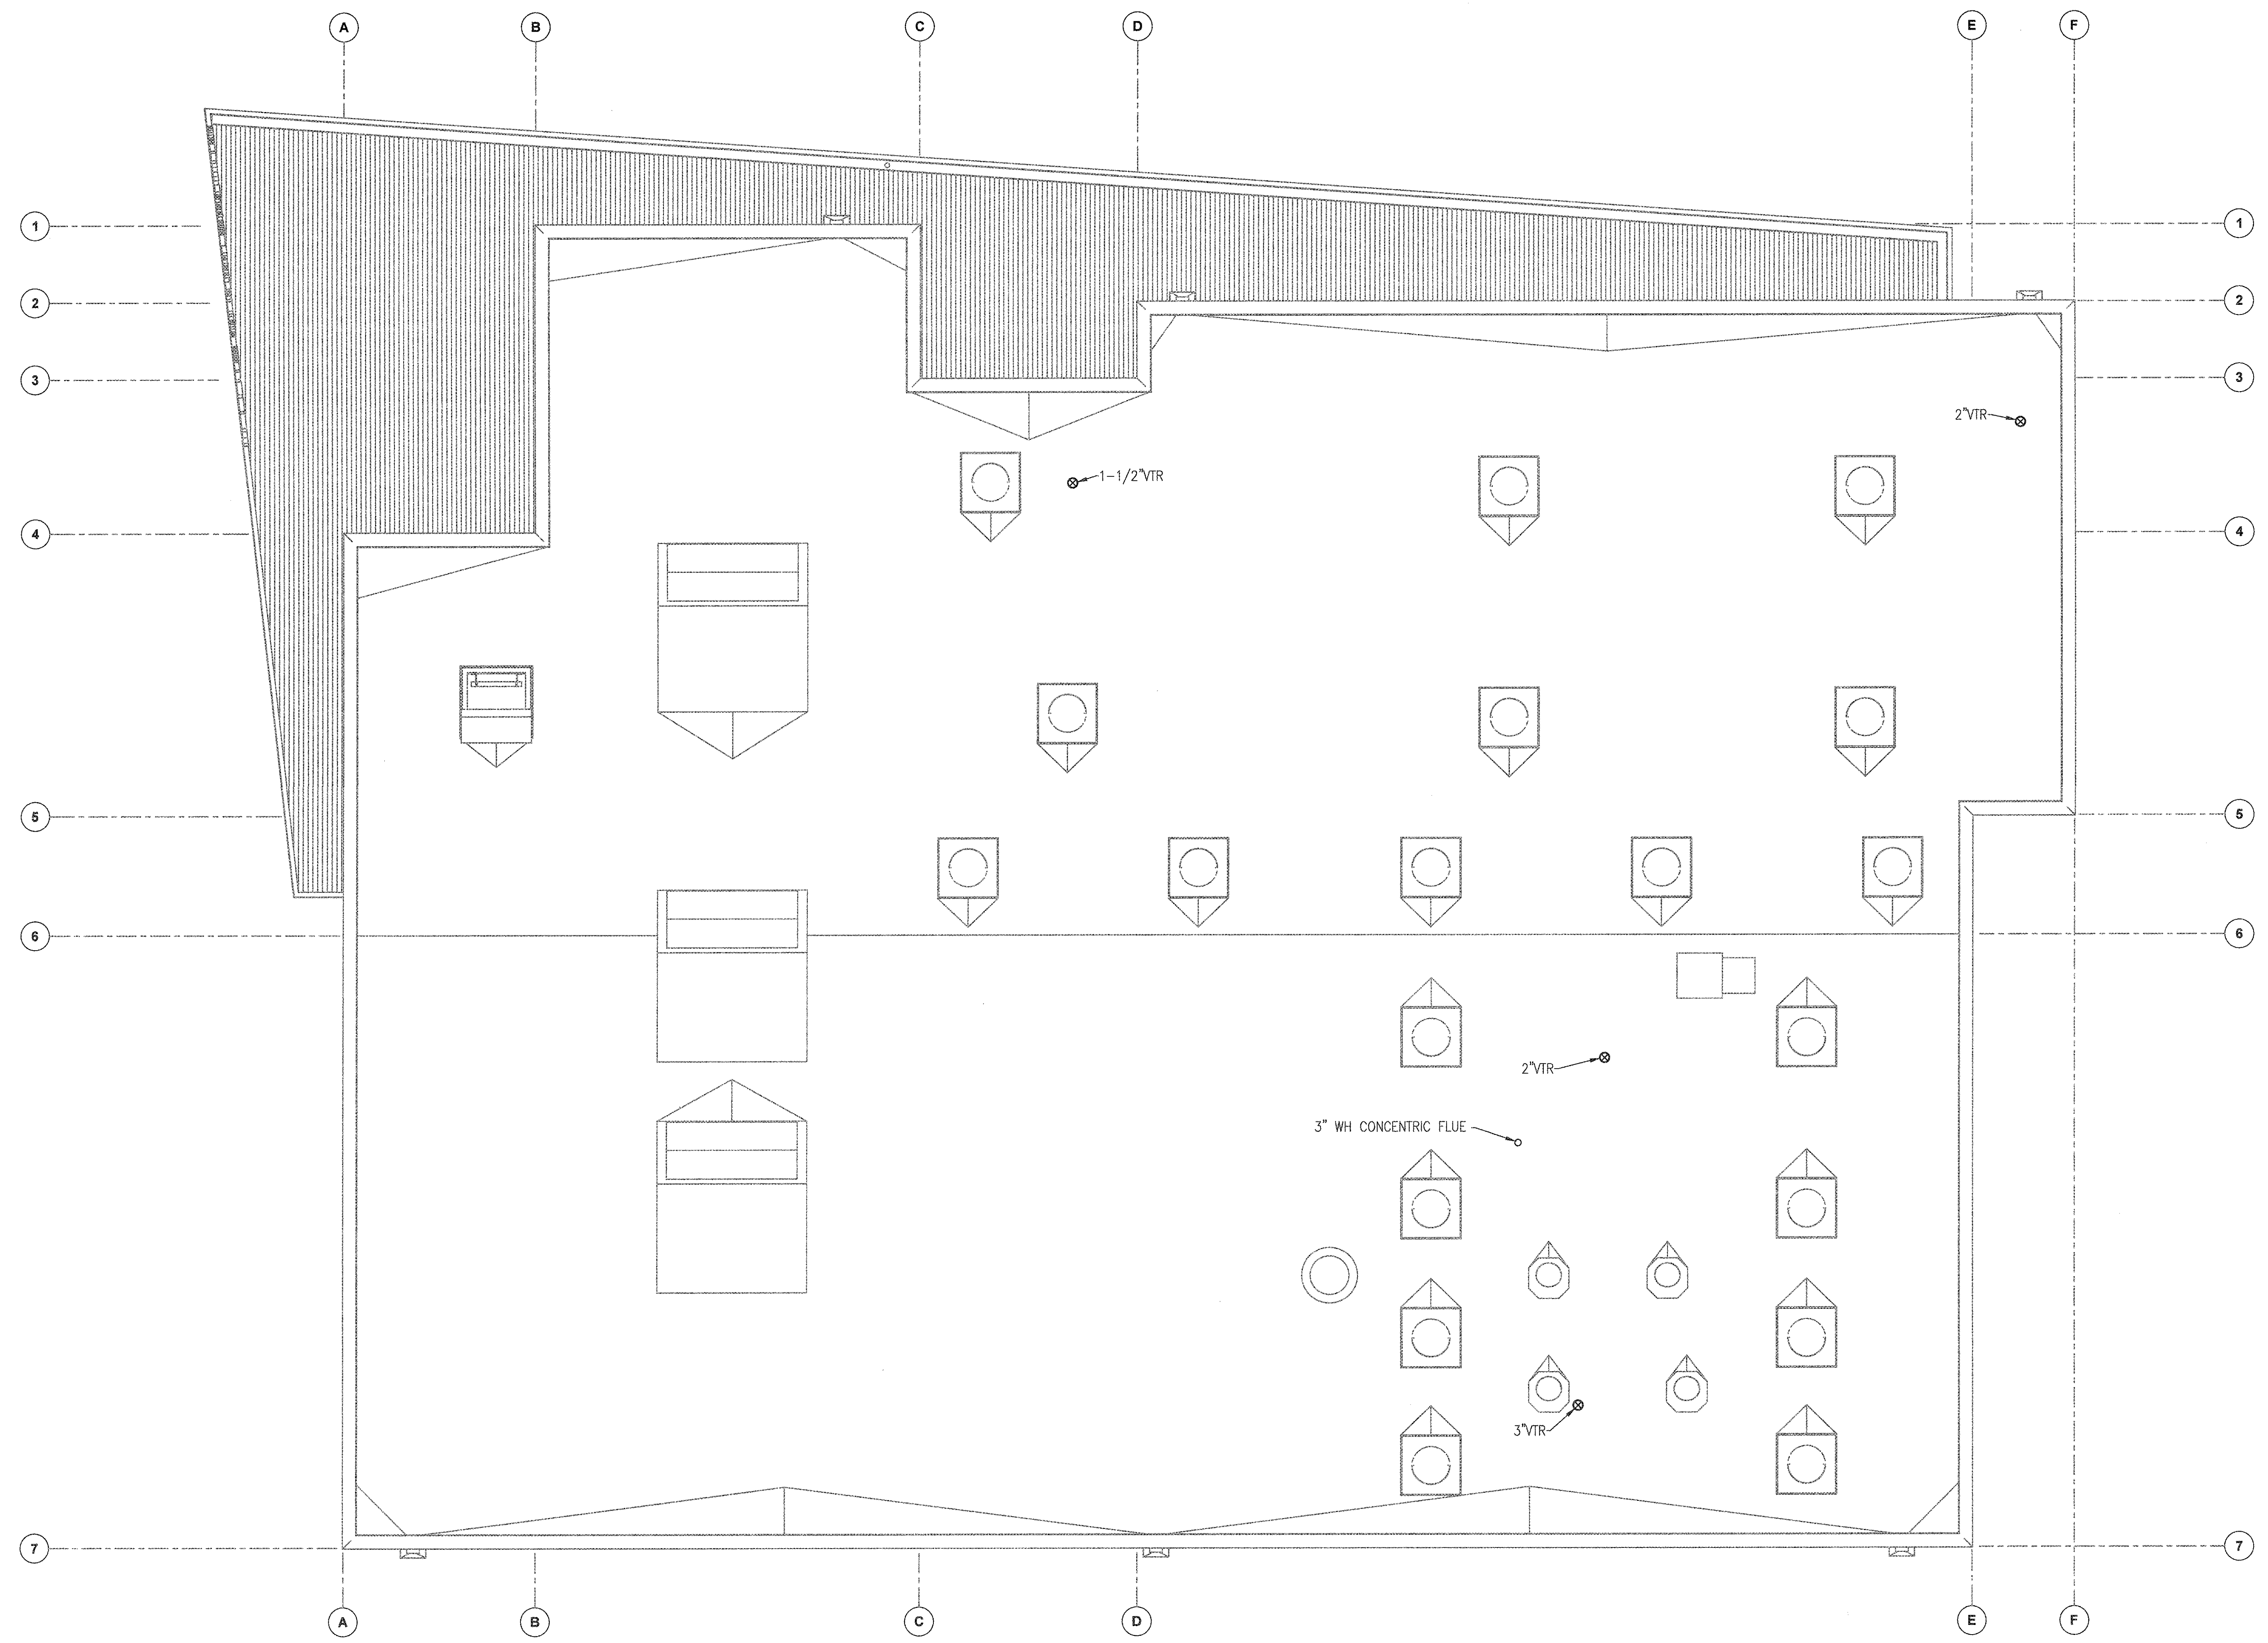 A B C D E F
1 1
2 2
3 3
2"VTR
1-1/2"VTR
4 4
5 5
6 6
2"VTR
3" WH CONCENTRIC FLUE
3"VTR
7 7
A B C D E F